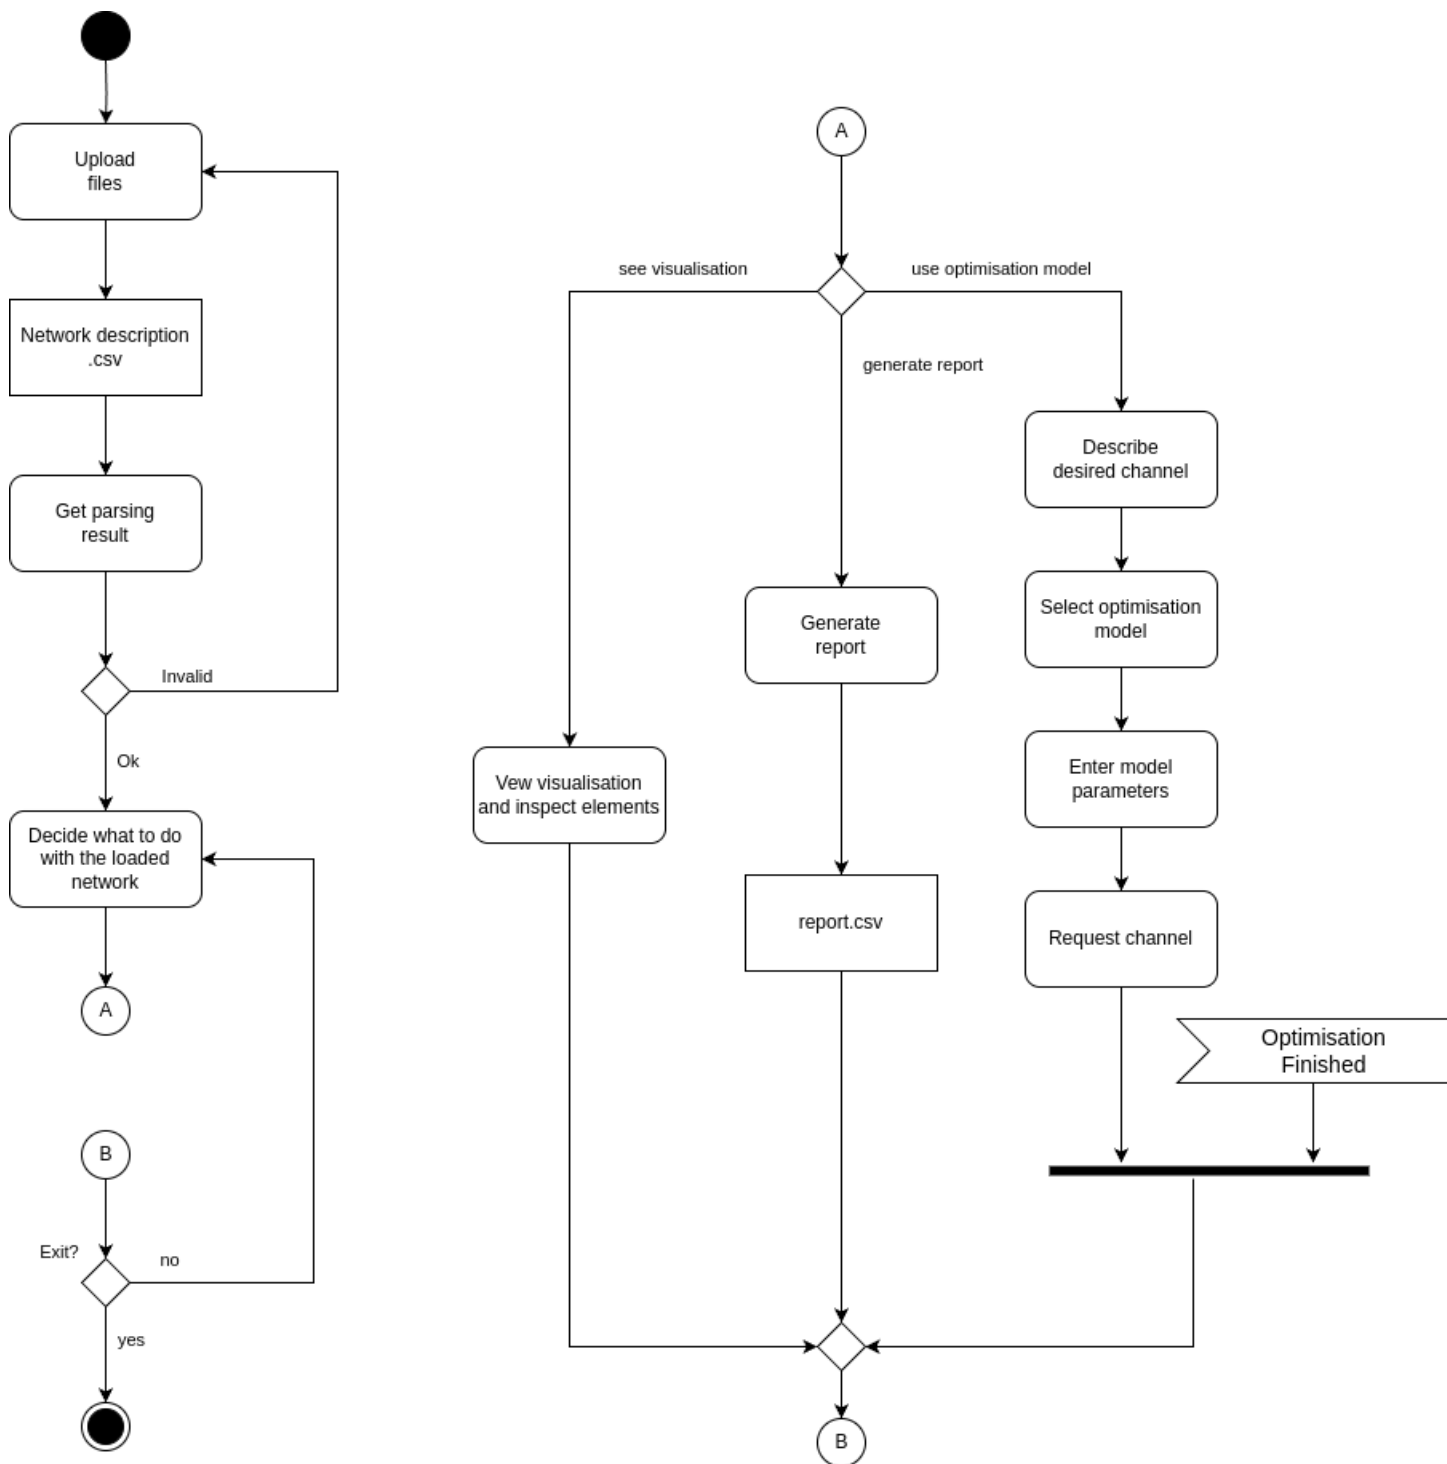 Upload
files
Network description
.csv
Get parsing
result
Invalid
Ok
Decide what to do
with the loaded
network
A
B
Exit?
no
yes
A
see visualisation
use optimisation model
generate report
Describe
desired channel
Select optimisation
model
Generate
report
Enter model
parameters
Vew visualisation
and inspect elements
report.csv
Request channel
Optimisation
Finished
B